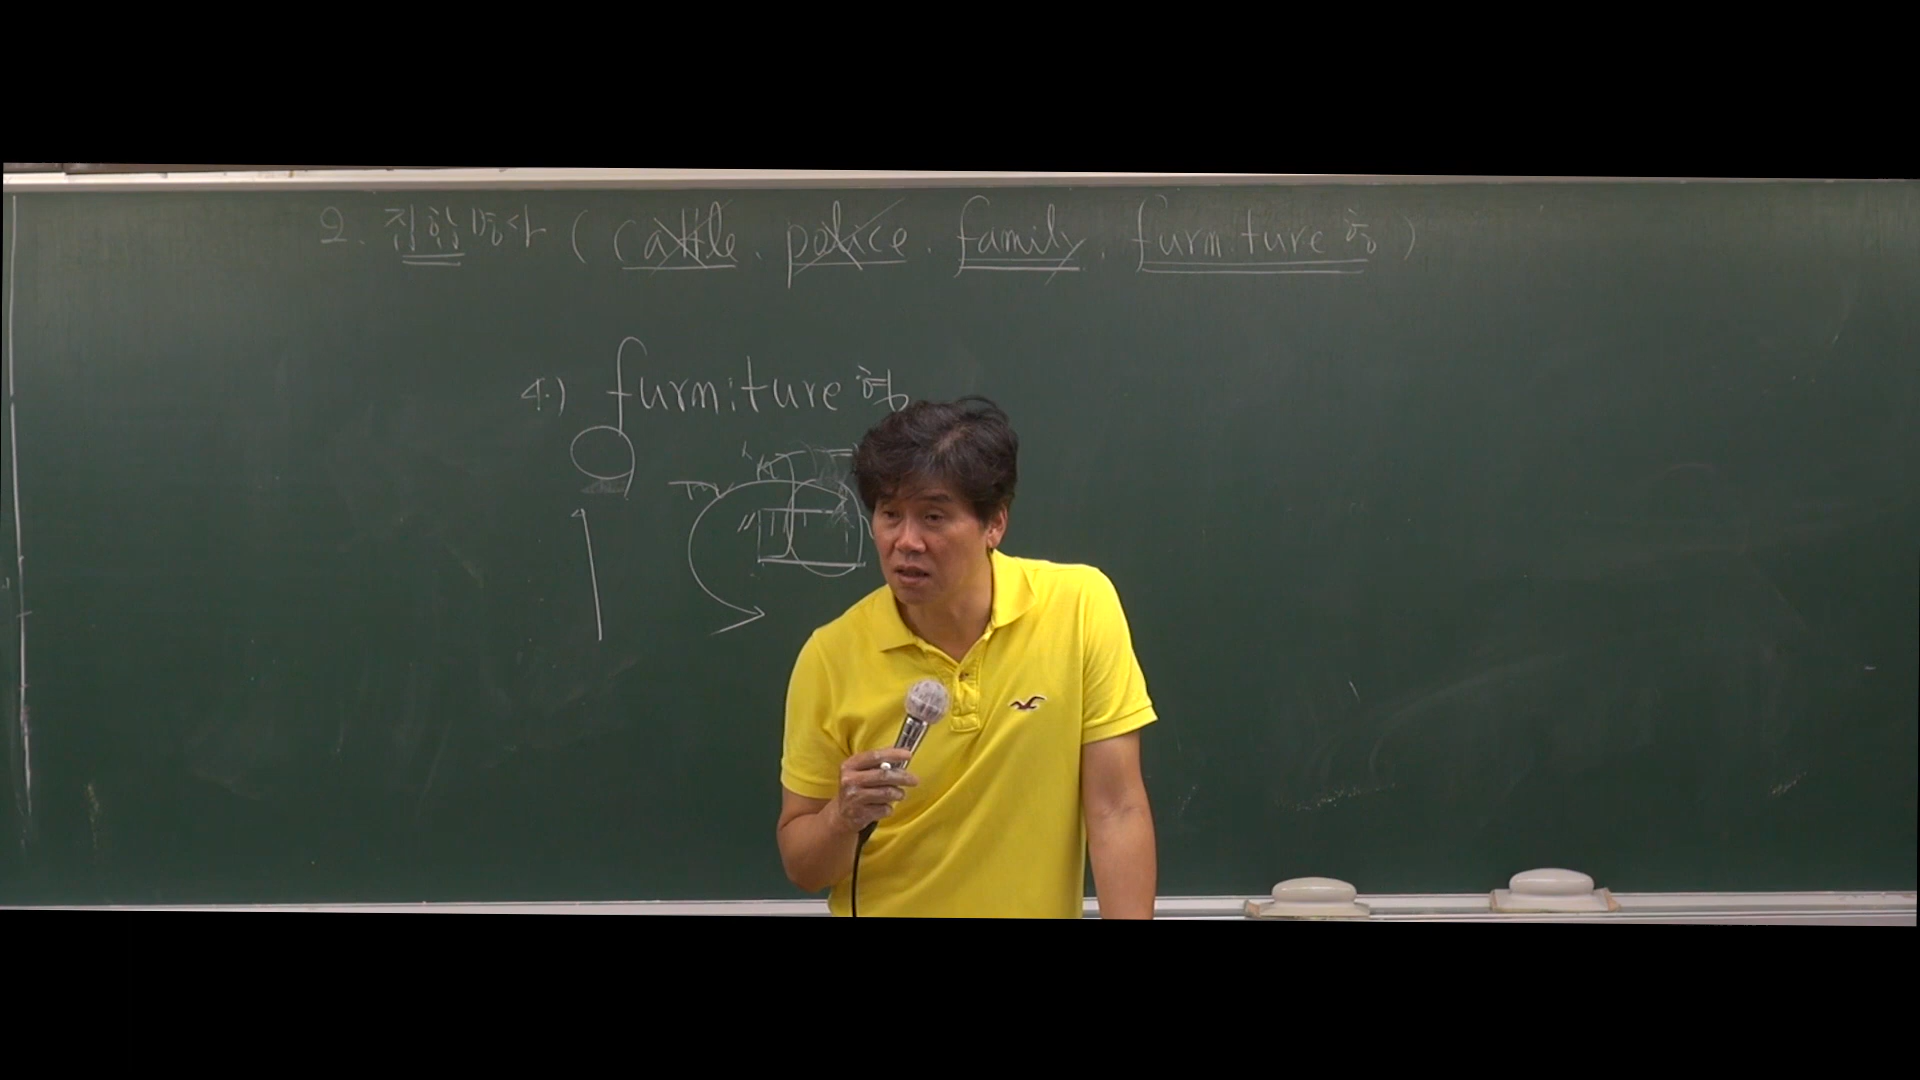 2. 집합명사 ( cattle. police. family. furniture 형 )
4.) furniture 형